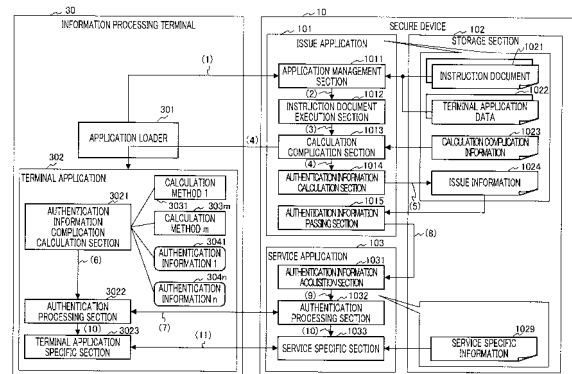 30
INFORMATION PROCESSING TERMINAL
(1)
301
APPLICATION LOADER
(4)
302
TERMINAL APPLICATION
3021
AUTHENTICATION INFORMATION COMPLICATION CALCULATION SECTION
CALCULATION METHOD 1
3031
303m
CALCULATION METHOD m
3041
AUTHENTICATION INFORMATION 1
304n
AUTHENTICATION INFORMATION n
(6)
3022
AUTHENTICATION PROCESSING SECTION
(7)
(10)
3023
TERMINAL APPLICATION SPECIFIC SECTION
(11)
10
SECURE DEVICE
101
ISSUE APPLICATION
1011
APPLICATION MANAGEMENT SECTION
(2)
1012
INSTRUCTION DOCUMENT EXECUTION SECTION
(3)
1013
CALCULATION COMPLICATION SECTION
(4)
1014
AUTHENTICATION INFORMATION CALCULATION SECTION
(5)
1015
AUTHENTICATION INFORMATION PASSING SECTION
(8)
102
STORAGE SECTION
1021
INSTRUCTION DOCUMENT
1022
TERMINAL APPLICATION DATA
1023
CALCULATION COMPLICATION INFORMATION
1024
ISSUE INFORMATION
103
SERVICE APPLICATION
1031
AUTHENTICATION INFORMATION ACQUISITION SECTION
(9)
1032
AUTHENTICATION PROCESSING SECTION
(10)
1033
SERVICE SPECIFIC SECTION
1029
SERVICE SPECIFIC INFORMATION